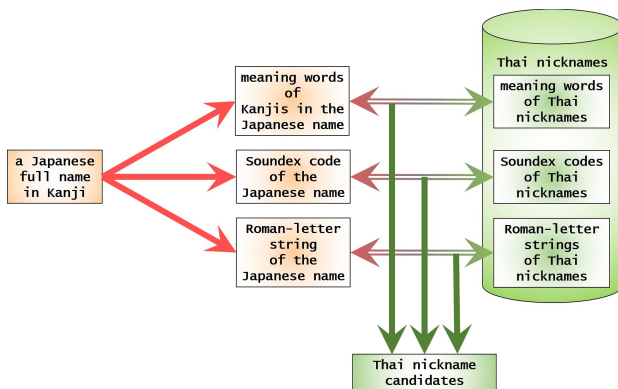 a Japanese
full name
in Kanji
meaning words
of
Kanjis in the
Japanese name
Soundex code
of the
Japanese name
Roman-letter
string
of the
Japanese name
Thai nicknames
meaning words
of Thai
nicknames
Soundex codes
of Thai
nicknames
Roman-letter
strings
of Thai
nicknames
Thai nickname
candidates